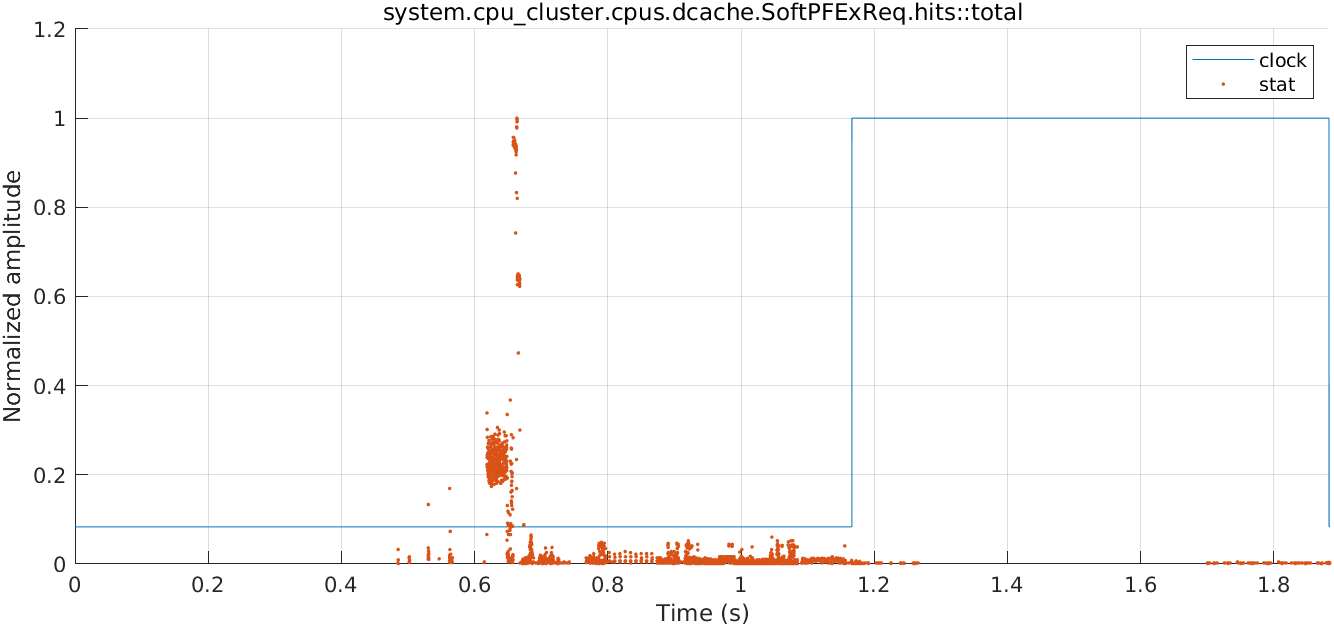 system.cpu_cluster.cpus.dcache.SoftPFExReq.hits::total
1.2
1
0.8
0.6
0.4
0.2
0
Normalized amplitude
clock
stat
0 0.2 0.4 0.6 0.8 1 1.2 1.4 1.6 1.8
Time (s)